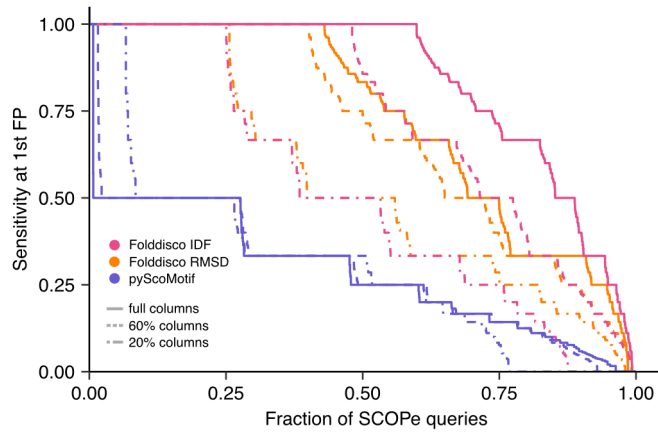 Sensitivity at 1st FP
1.00
0.75
0.50
0.25
0.00
Folddisco IDF
Folddisco RMSD
pyScoMotif
full columns
60% columns
20% columns
0.00 0.25 0.50 0.75 1.00
Fraction of SCOPe queries